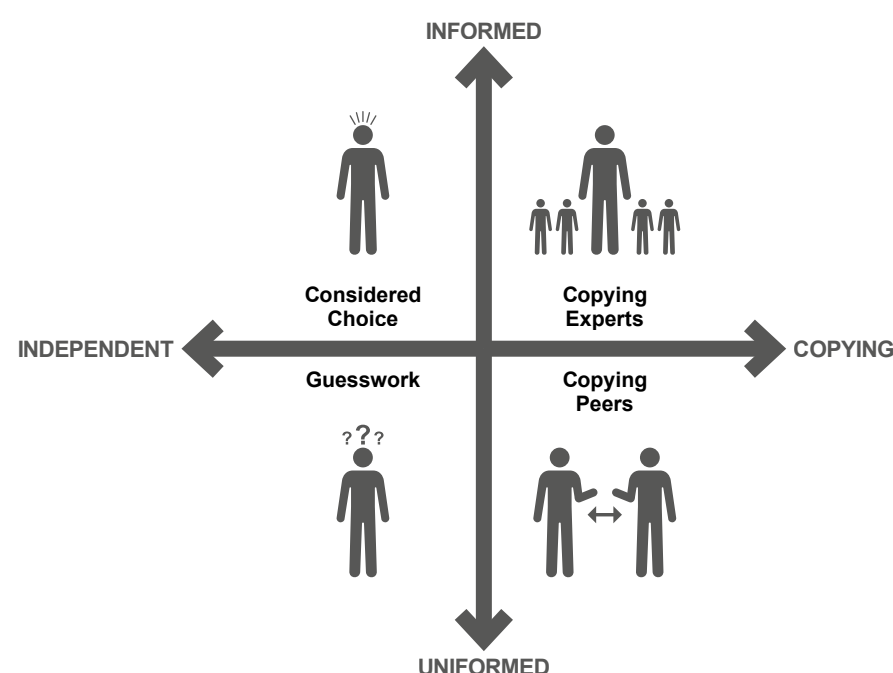 INFORMED
Considered
Choice
Copying
Experts
INDEPENDENT
COPYING
Guesswork
Copying
Peers
???
UNIFORMED